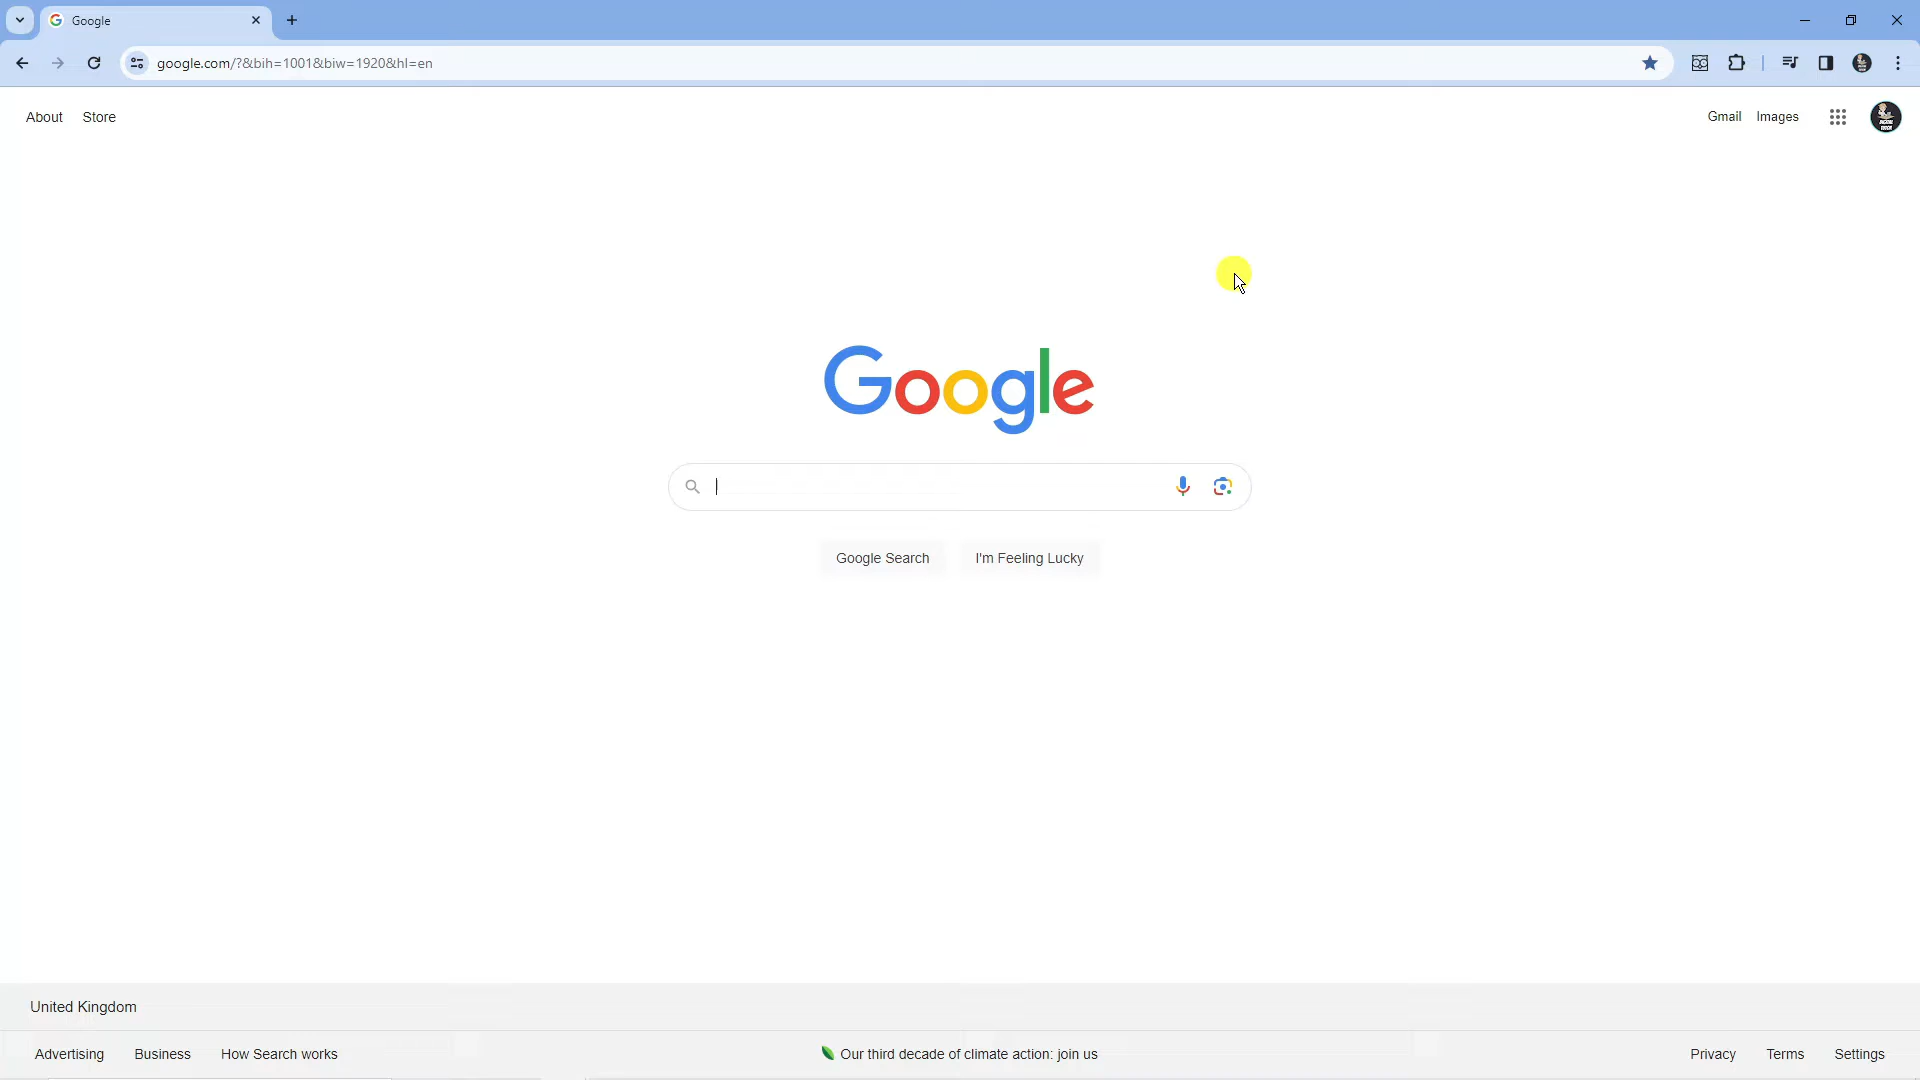 Google
google.com/?&bih=1001&biw=1920&hl=en
About Store
Gmail Images
Google
Google Search I'm Feeling Lucky
United Kingdom
Advertising Business How Search works
Our third decade of climate action: join us
Privacy Terms Settings